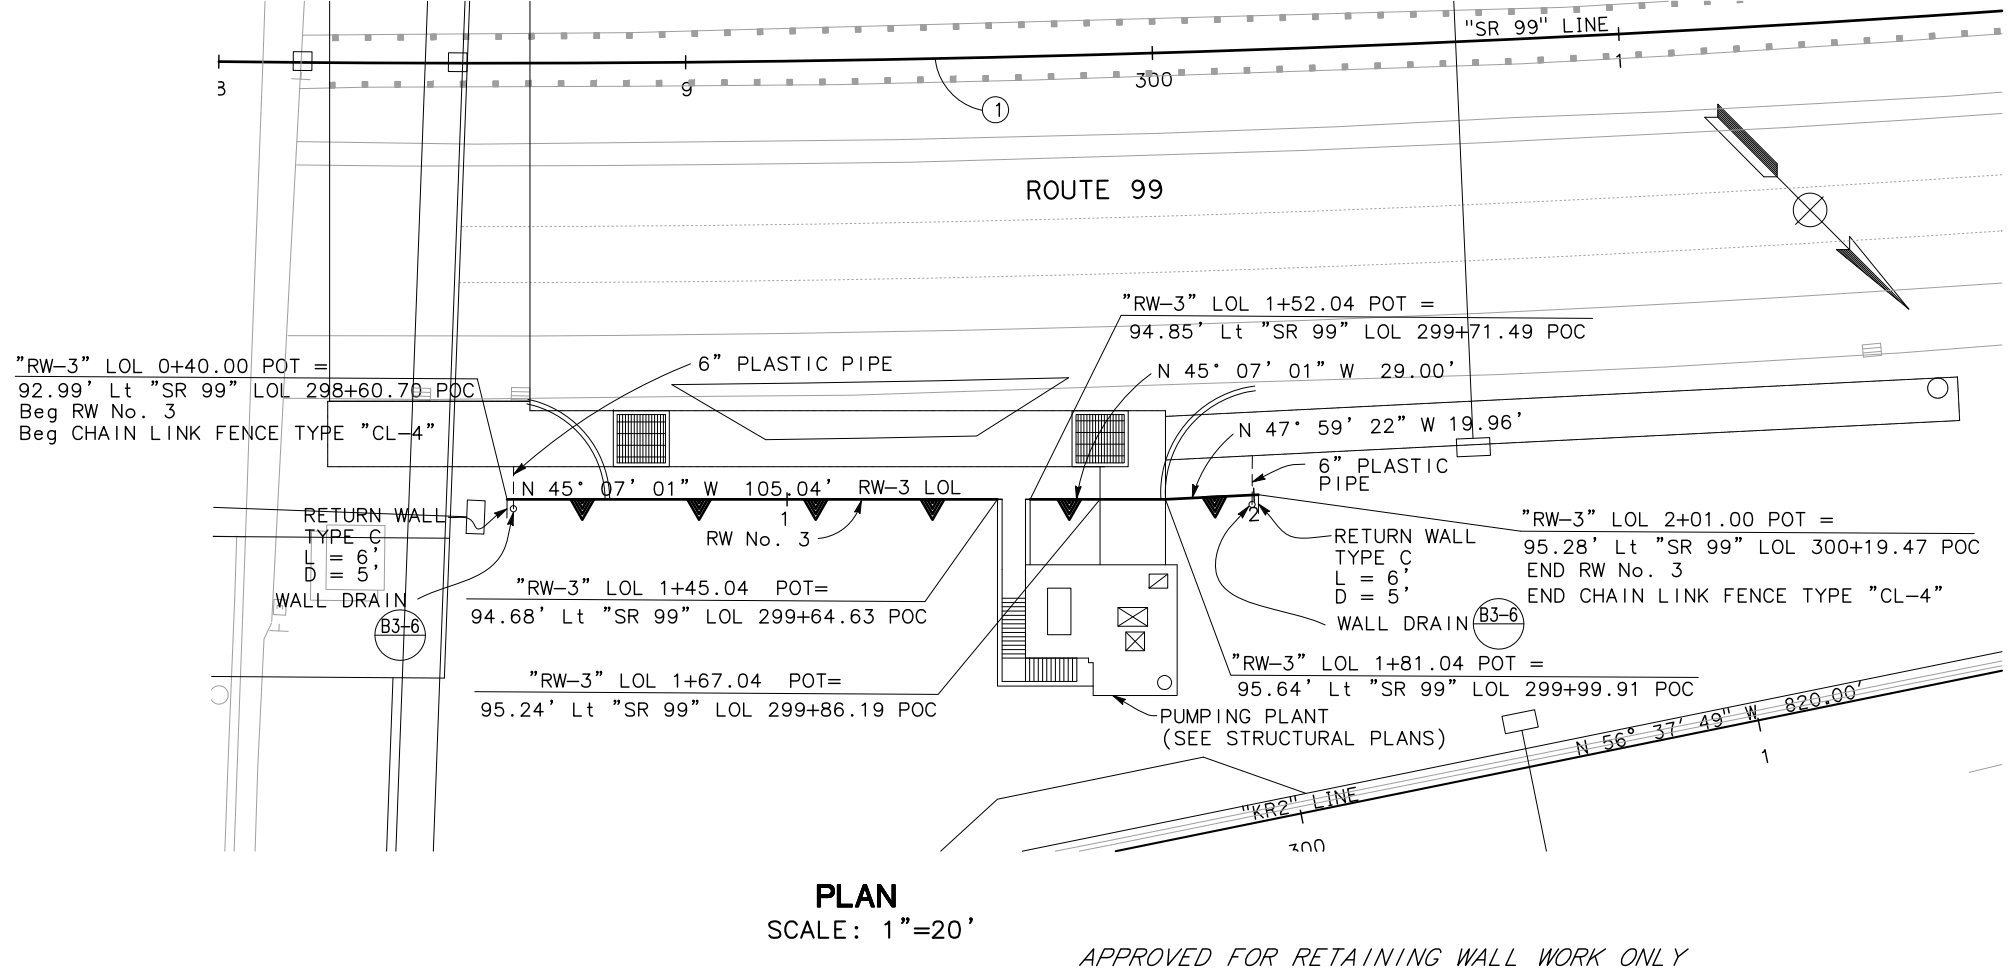 "SR 99" LINE
8
9
300
1
1
ROUTE 99
"RW-3" LOL 1+52.04 POT =
94.85' Lt "SR 99" LOL 299+71.49 POC
"RW-3" LOL 0+40.00 POT =
92.99' Lt "SR 99" LOL 298+60.70 POC
Beg RW No. 3
Beg CHAIN LINK FENCE TYPE "CL-4"
6" PLASTIC PIPE
N 45° 07' 01" W 29.00'
N 47° 59' 22" W 19.96'
6" PLASTIC
PIPE
N 45° 07' 01" W 105.04'
RW-3 LOL
1
2
RW No. 3
RETURN WALL
TYPE C
L = 6'
D = 5'
WALL DRAIN
B3-6
"RW-3" LOL 1+45.04 POT=
94.68' Lt "SR 99" LOL 299+64.63 POC
"RW-3" LOL 1+67.04 POT=
95.24' Lt "SR 99" LOL 299+86.19 POC
RETURN WALL
TYPE C
L = 6'
D = 5'
WALL DRAIN
B3-6
"RW-3" LOL 2+01.00 POT =
95.28' Lt "SR 99" LOL 300+19.47 POC
END RW No. 3
END CHAIN LINK FENCE TYPE "CL-4"
"RW-3" LOL 1+81.04 POT =
95.64' Lt "SR 99" LOL 299+99.91 POC
PUMPING PLANT
(SEE STRUCTURAL PLANS)
N 56° 37' 49" W 820.00'
1
"KR2" LINE
300
PLAN
SCALE: 1"=20'
APPROVED FOR RETAINING WALL WORK ONLY